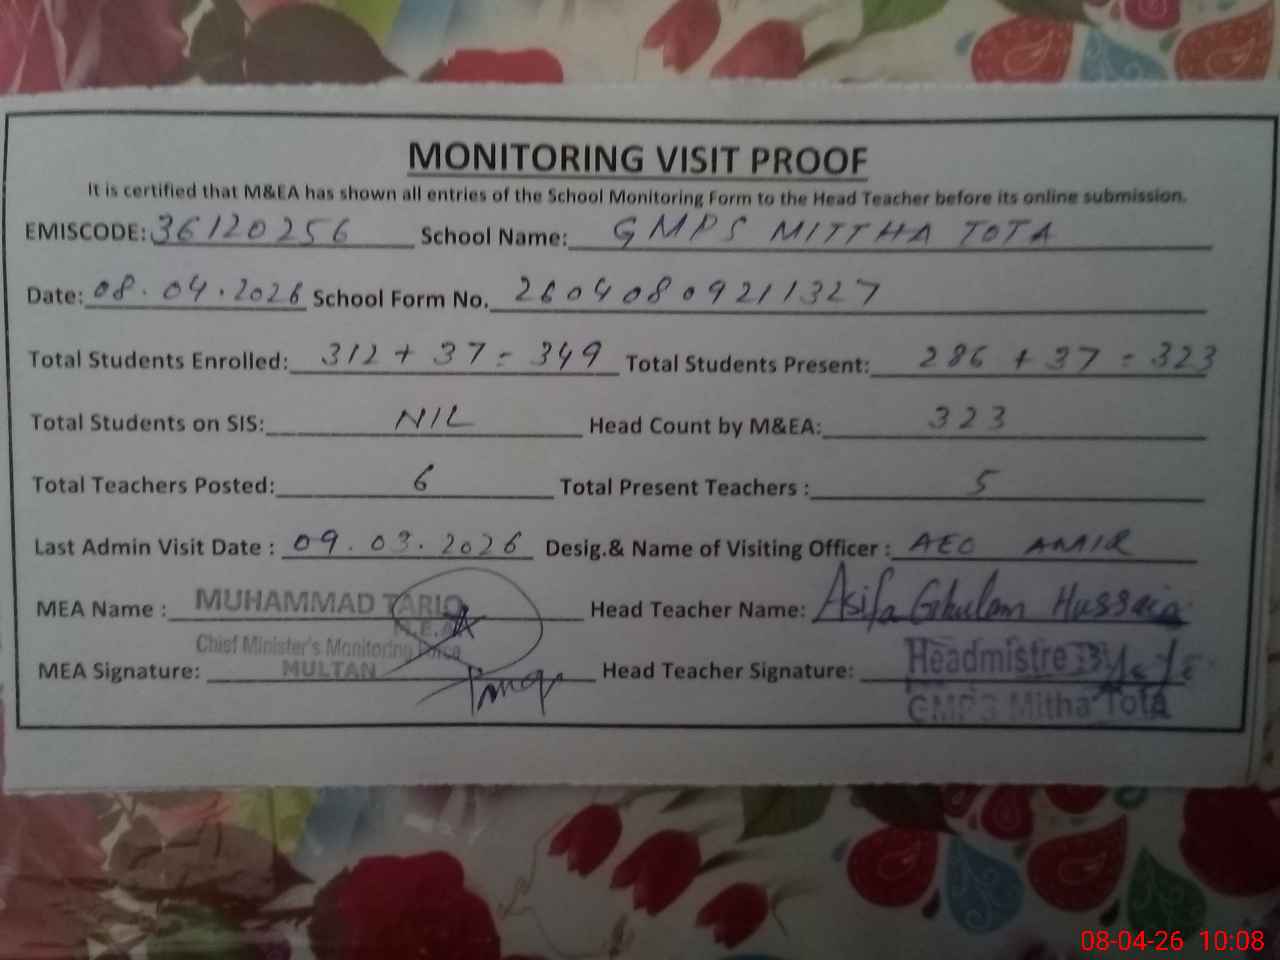 MONITORING VISIT PROOF
It is certified that M&EA has shown all entries of the School Monitoring Form to the Head Teacher before its online submission.
EMISCODE: 36120256 School Name: GMPS MITTHA TOTA
Date: 08.04.2026 School Form No. 26040809211327
Total Students Enrolled: 312 + 37 = 349 Total Students Present: 286 + 37 = 323
Total Students on SIS: NIL Head Count by M&EA: 323
Total Teachers Posted: 6 Total Present Teachers : 5
Last Admin Visit Date : 09.03.2026 Desig.& Name of Visiting Officer : AEO AMIR
MEA Name : MUHAMMAD TARIQ Head Teacher Name: Asifa Ghulam Hussain
M.E.A
Chief Minister's Monitoring Force
MEA Signature: MULTAN Head Teacher Signature: Headmistress
GMPS Mitha Tota
08-04-26 10:08